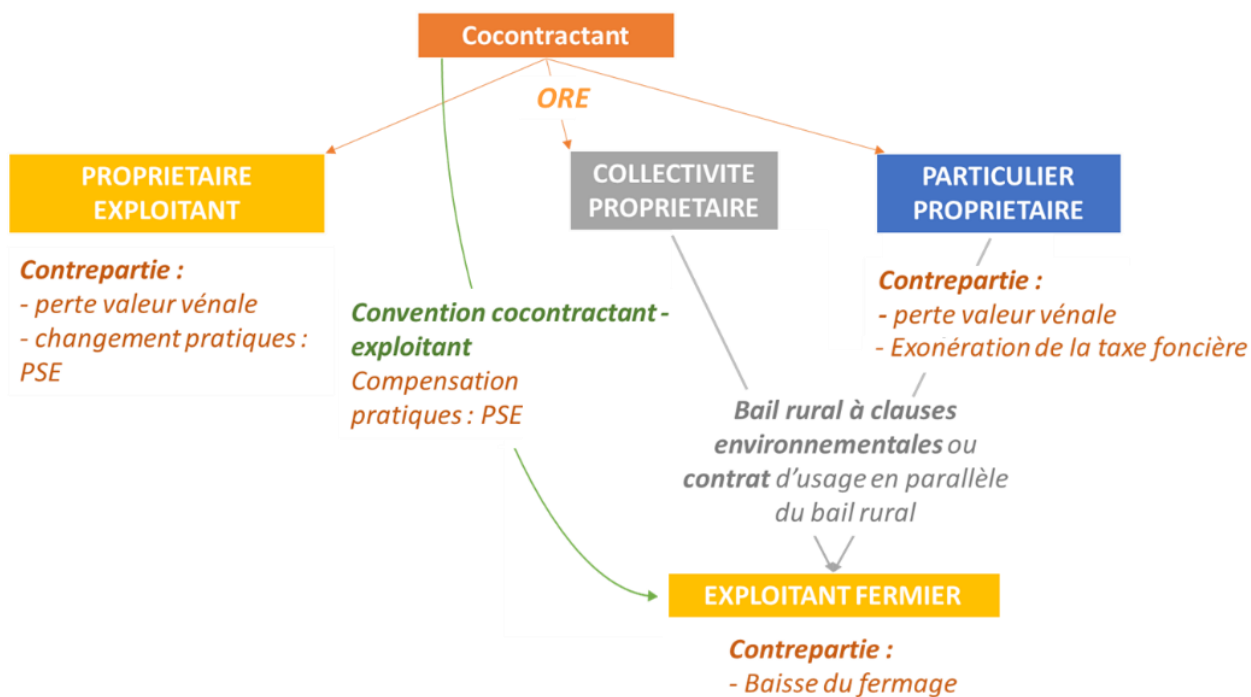 Cocontractant
ORE
PROPRIETAIRE
EXPLOITANT
COLLECTIVITE
PROPRIETAIRE
PARTICULIER
PROPRIETAIRE
Contrepartie :
- perte valeur vénale
- changement pratiques :
PSE
Convention cocontractant -
exploitant
Compensation
pratiques : PSE
Contrepartie :
- perte valeur vénale
- Exonération de la taxe foncière
Bail rural à clauses
environnementales ou
contrat d'usage en parallèle
du bail rural
EXPLOITANT FERMIER
Contrepartie :
- Baisse du fermage